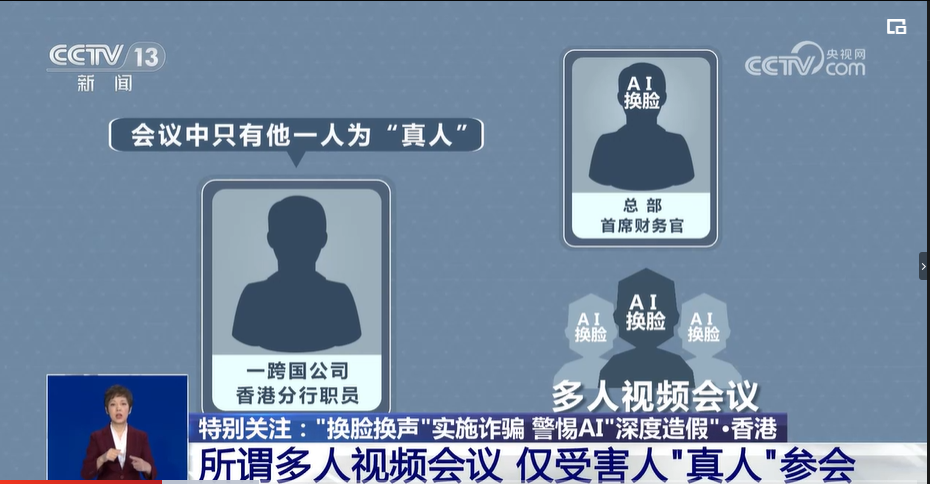 CCTV 13
新闻
央视网
CCTV com
会议中只有他一人为“真人”
AI
换脸
总部
首席财务官
一跨国公司
香港分行职员
AI
换脸
AI
换脸
AI
换脸
多人视频会议
特别关注："换脸换声"实施诈骗 警惕AI"深度造假"·香港
所谓多人视频会议 仅受害人"真人"参会